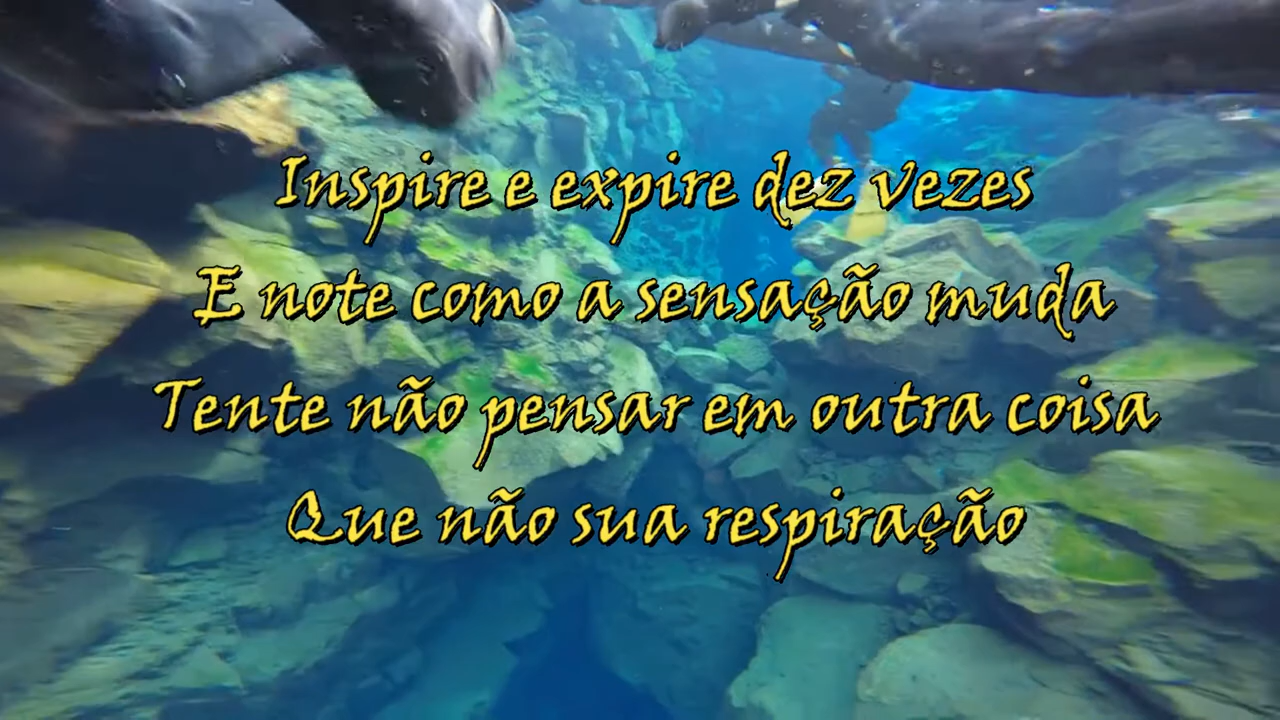 Inspire e expire dez vezes
E note como a sensação muda
Tente não pensar em outra coisa
Que não sua respiração